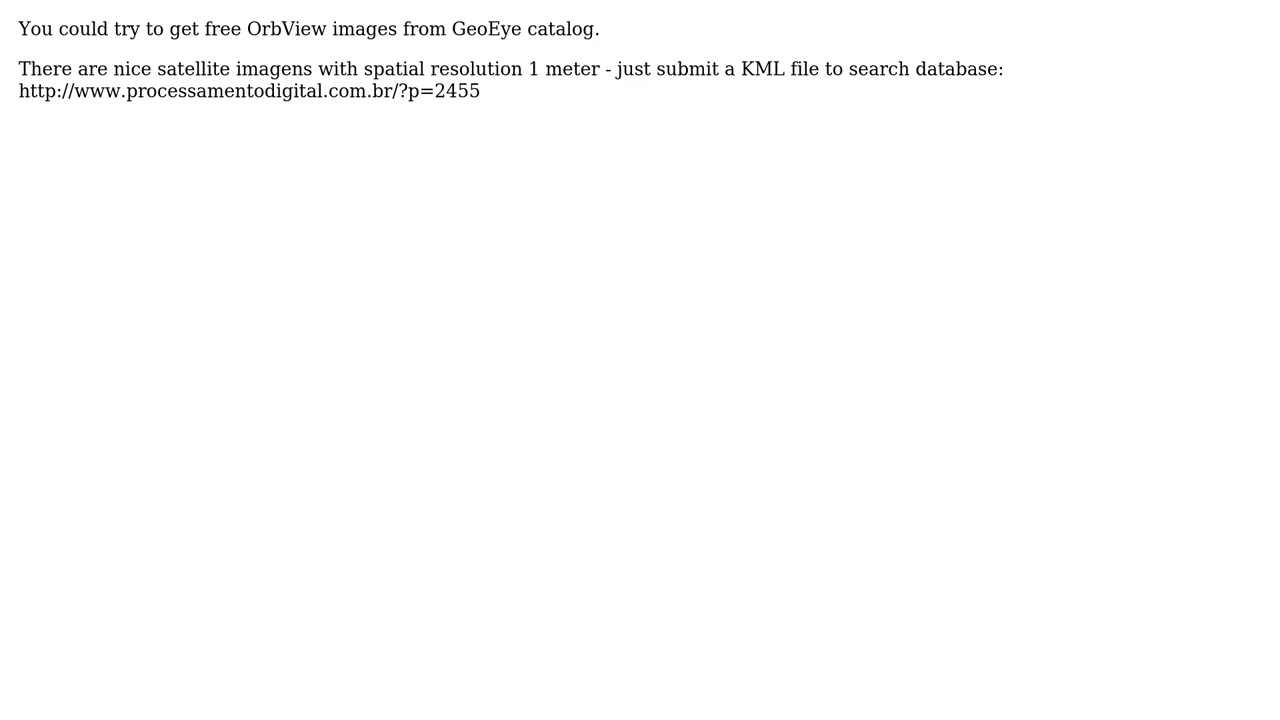 You could try to get free OrbView images from GeoEye catalog.
There are nice satellite imagens with spatial resolution 1 meter - just submit a KML file to search database:
http://www.processamentodigital.com.br/?p=2455